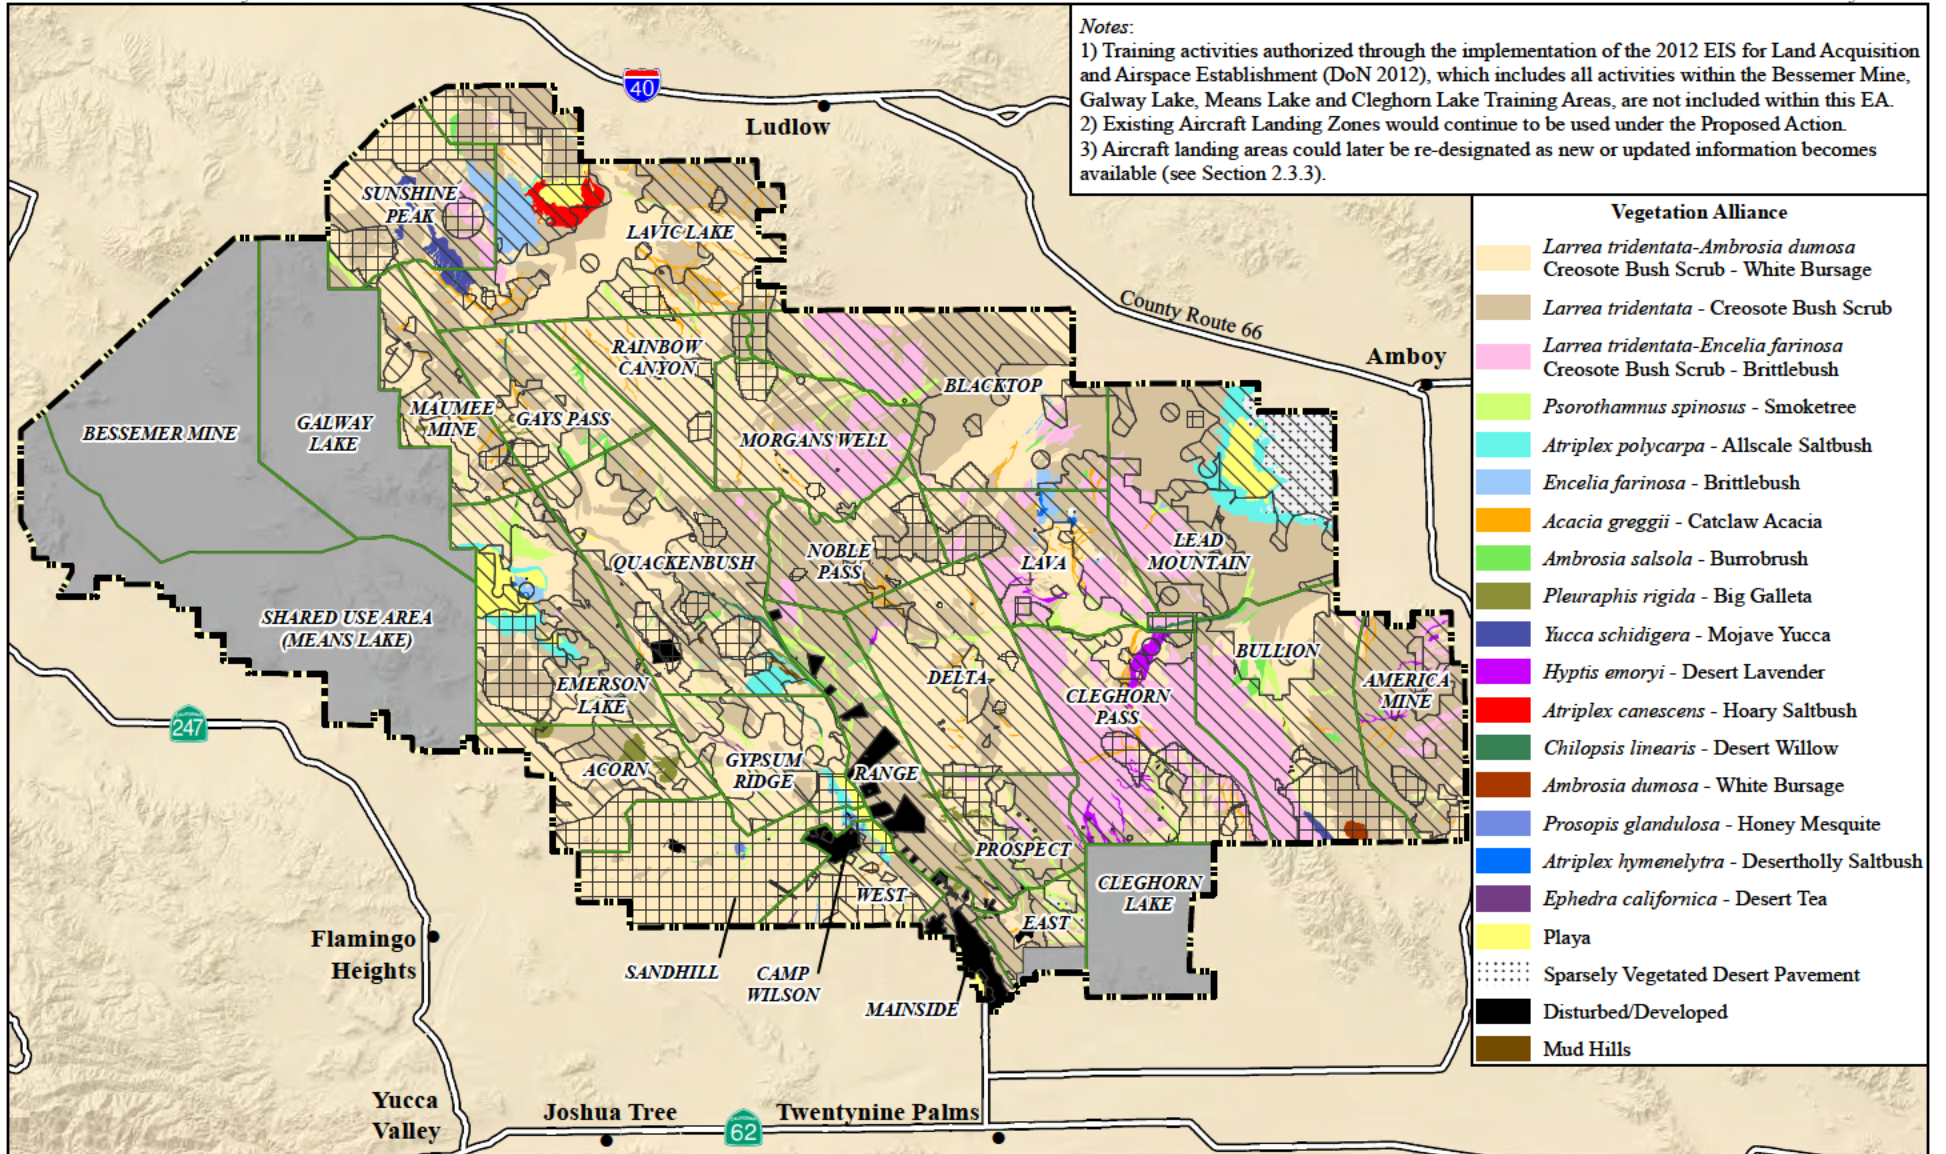 Notes:
1) Training activities authorized through the implementation of the 2012 EIS for Land Acquisition
and Airspace Establishment (DoN 2012), which includes all activities within the Bessemer Mine,
Galway Lake, Means Lake and Cleghorn Lake Training Areas, are not included within this EA.
2) Existing Aircraft Landing Zones would continue to be used under the Proposed Action.
3) Aircraft landing areas could later be re-designated as new or updated information becomes
available (see Section 2.3.3).
40
Ludlow
SUNSHINE
PEAK
LAVIC LAKE
County Route 66
Amboy
RAINBOW
CANYON
BLACKTOP
MAUMEE
MINE
GAYS PASS
GALWAY
LAKE
BESSEMER MINE
MORGANS WELL
QUACKENBUSH
NOBLE
PASS
LAVA
LEAD
MOUNTAIN
SHARED USE AREA
(MEANS LAKE)
BULLION
AMERICA
MINE
DELTA
EMERSON
LAKE
CLEGHORN
PASS
CALIFORNIA
247
ACORN
GYPSUM
RIDGE
RANGE
PROSPECT
CLEGHORN
LAKE
WEST
EAST
SANDHILL
CAMP
WILSON
MAINSIDE
Flamingo
Heights
Yucca
Valley
Joshua Tree
CALIFORNIA
62
Twentynine Palms
Vegetation Alliance
Larrea tridentata-Ambrosia dumosa
Creosote Bush Scrub - White Bursage
Larrea tridentata - Creosote Bush Scrub
Larrea tridentata-Encelia farinosa
Creosote Bush Scrub - Brittlebush
Psorothamnus spinosus - Smoketree
Atriplex polycarpa - Allscale Saltbush
Encelia farinosa - Brittlebush
Acacia greggii - Catclaw Acacia
Ambrosia salsola - Burrobrush
Pleuraphis rigida - Big Galleta
Yucca schidigera - Mojave Yucca
Hyptis emoryi - Desert Lavender
Atriplex canescens - Hoary Saltbush
Chilopsis linearis - Desert Willow
Ambrosia dumosa - White Bursage
Prosopis glandulosa - Honey Mesquite
Atriplex hymenelytra - Desertholly Saltbush
Ephedra californica - Desert Tea
Playa
Sparsely Vegetated Desert Pavement
Disturbed/Developed
Mud Hills